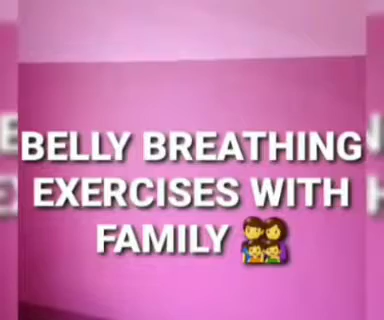 BELLY BREATHING
EXERCISES WITH
FAMILY 👨‍👩‍👧‍👦